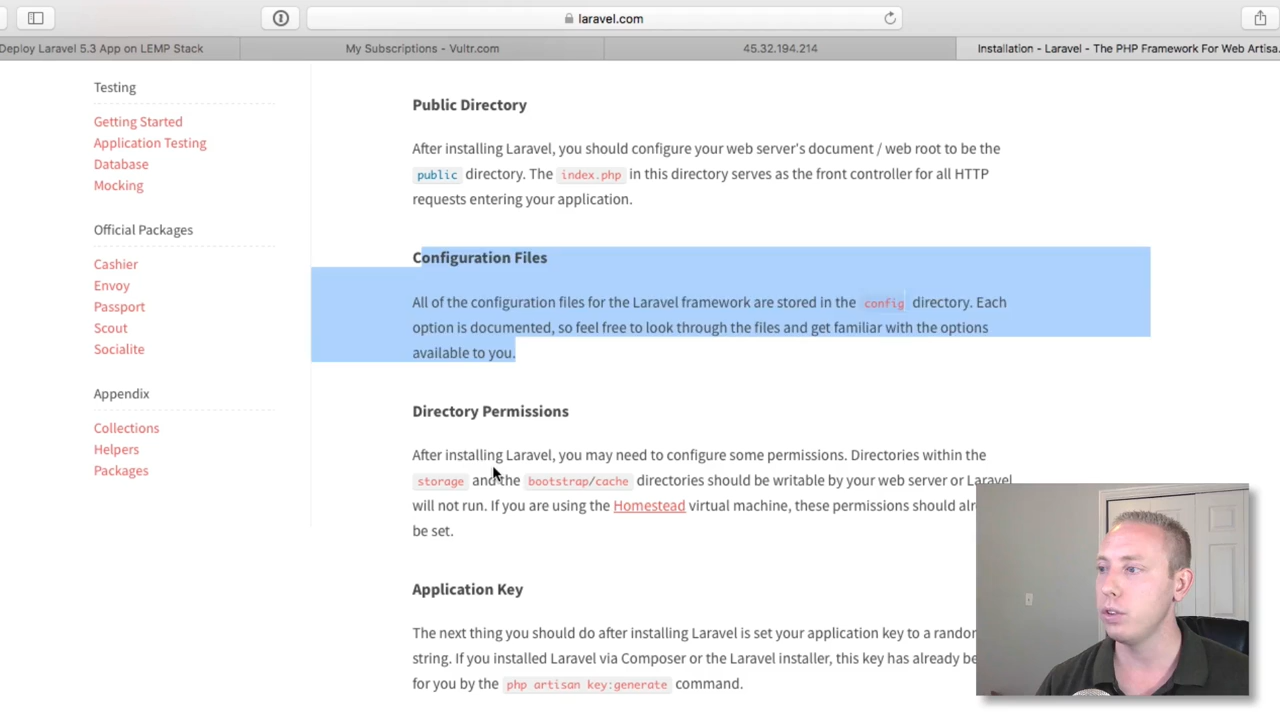 laravel.com
Deploy Laravel 5.3 App on LEMP Stack
My Subscriptions - Vultr.com
45.32.194.214
Installation - Laravel - The PHP Framework For Web Artisa...
Testing
Getting Started
Application Testing
Database
Mocking
Official Packages
Cashier
Envoy
Passport
Scout
Socialite
Appendix
Collections
Helpers
Packages
Public Directory
After installing Laravel, you should configure your web server's document / web root to be the
public directory. The index.php in this directory serves as the front controller for all HTTP
requests entering your application.
Configuration Files
All of the configuration files for the Laravel framework are stored in the config directory. Each
option is documented, so feel free to look through the files and get familiar with the options
available to you.
Directory Permissions
After installing Laravel, you may need to configure some permissions. Directories within the
storage and the bootstrap/cache directories should be writable by your web server or Laravel
will not run. If you are using the Homestead virtual machine, these permissions should alr
be set.
Application Key
The next thing you should do after installing Laravel is set your application key to a random
string. If you installed Laravel via Composer or the Laravel installer, this key has already be
for you by the php artisan key:generate command.